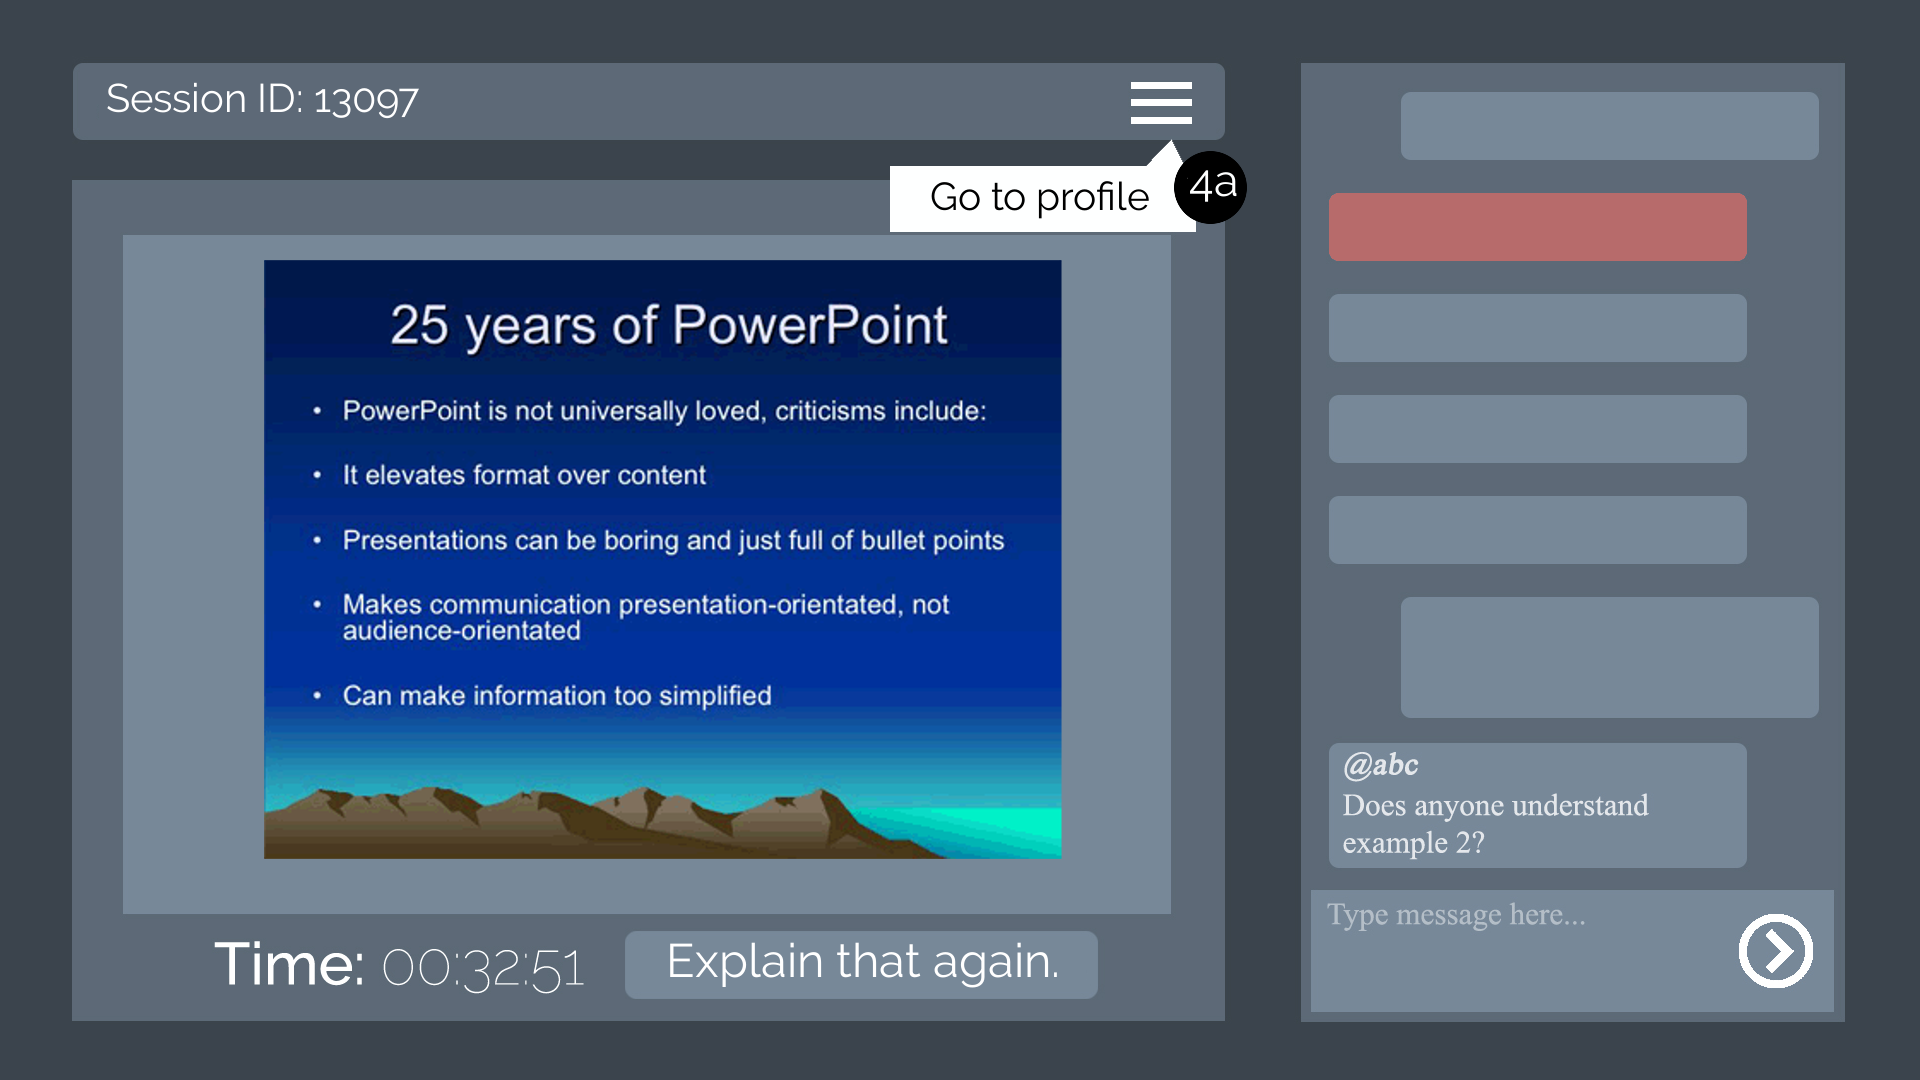 Session ID: 13097
Go to profile
4a
25 years of PowerPoint
• PowerPoint is not universally loved, criticisms include:
• It elevates format over content
• Presentations can be boring and just full of bullet points
• Makes communication presentation-orientated, not
audience-orientated
• Can make information too simplified
Time: 00:32:51
Explain that again.
@abc
Does anyone understand
example 2?
Type message here...